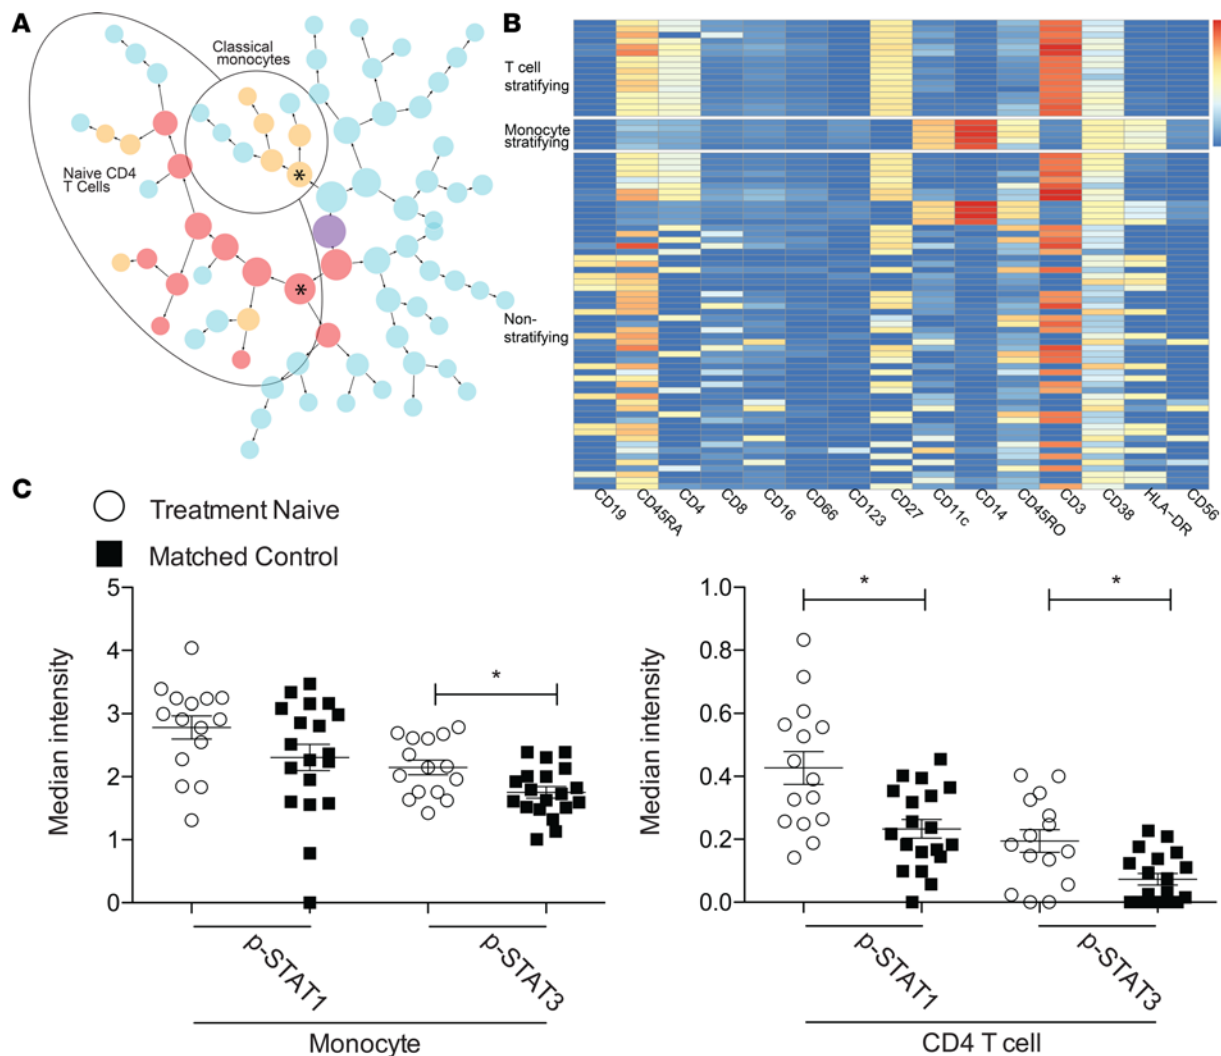 A
Classical
monocytes
Naive CD4
T Cells
*
*
B
T cell
stratifying
Monocyte
stratifying
Non-
stratifying
CD19
CD45RA
CD4
CD8
CD16
CD66
CD123
CD27
CD11c
CD14
CD45RO
CD3
CD38
HLA-DR
CD56
C
Treatment Naive
Matched Control
Median intensity
5
4
3
2
1
0
*
p-STAT1
p-STAT3
Monocyte
Median intensity
1.0
0.8
0.6
0.4
0.2
0.0
*
*
p-STAT1
p-STAT3
CD4 T cell